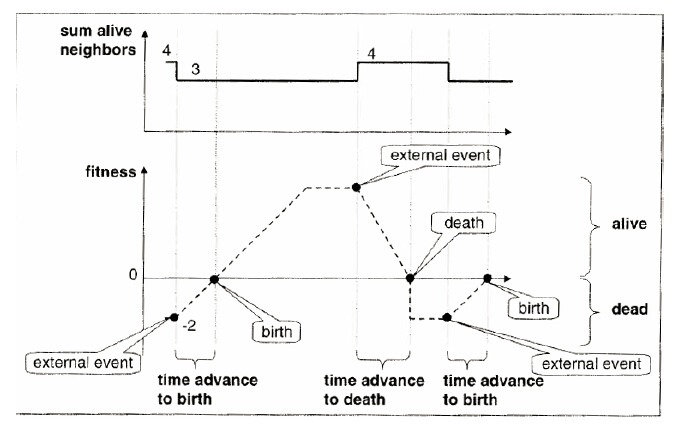 sum alive
neighbors
4
3
4
external event
fitness
alive
death
0
-2
birth
birth
dead
external event
external event
time advance
to birth
time advance
to death
time advance
to birth